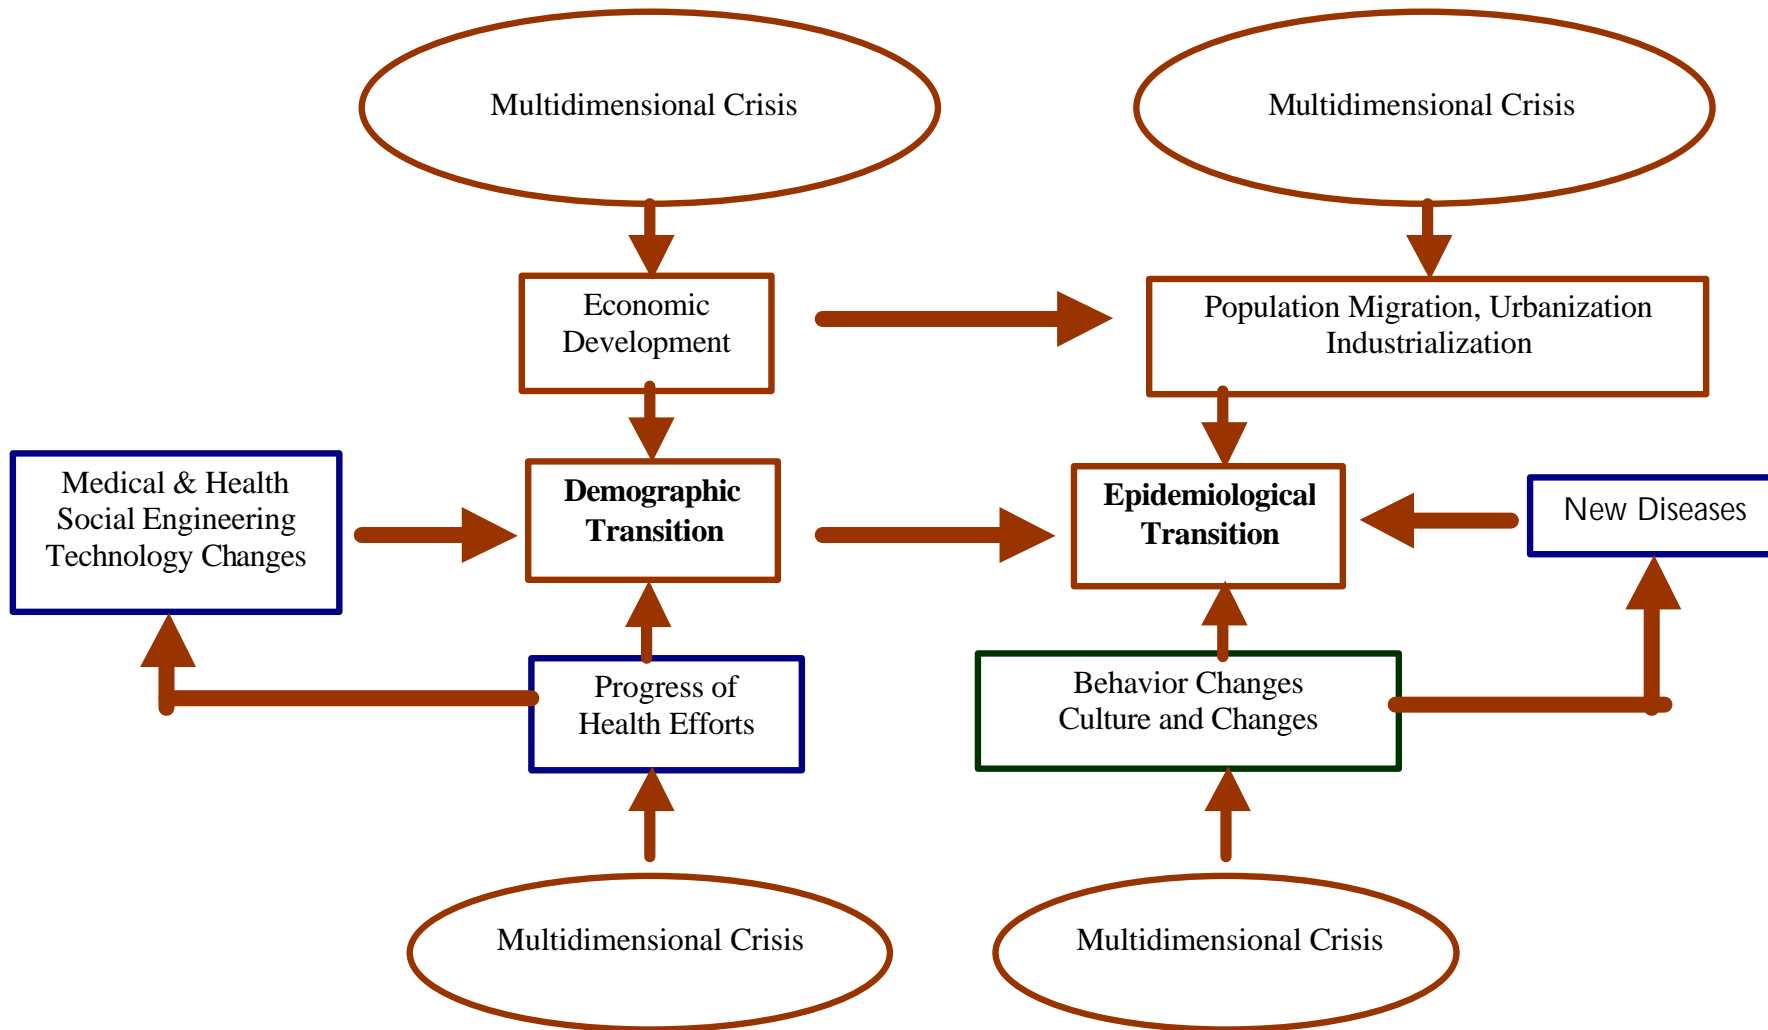 Multidimensional Crisis
Multidimensional Crisis
Economic
Development
Population Migration, Urbanization
Industrialization
Medical & Health
Social Engineering
Technology Changes
Demographic
Transition
Epidemiological
Transition
New Diseases
Progress of
Health Efforts
Behavior Changes
Culture and Changes
Multidimensional Crisis
Multidimensional Crisis